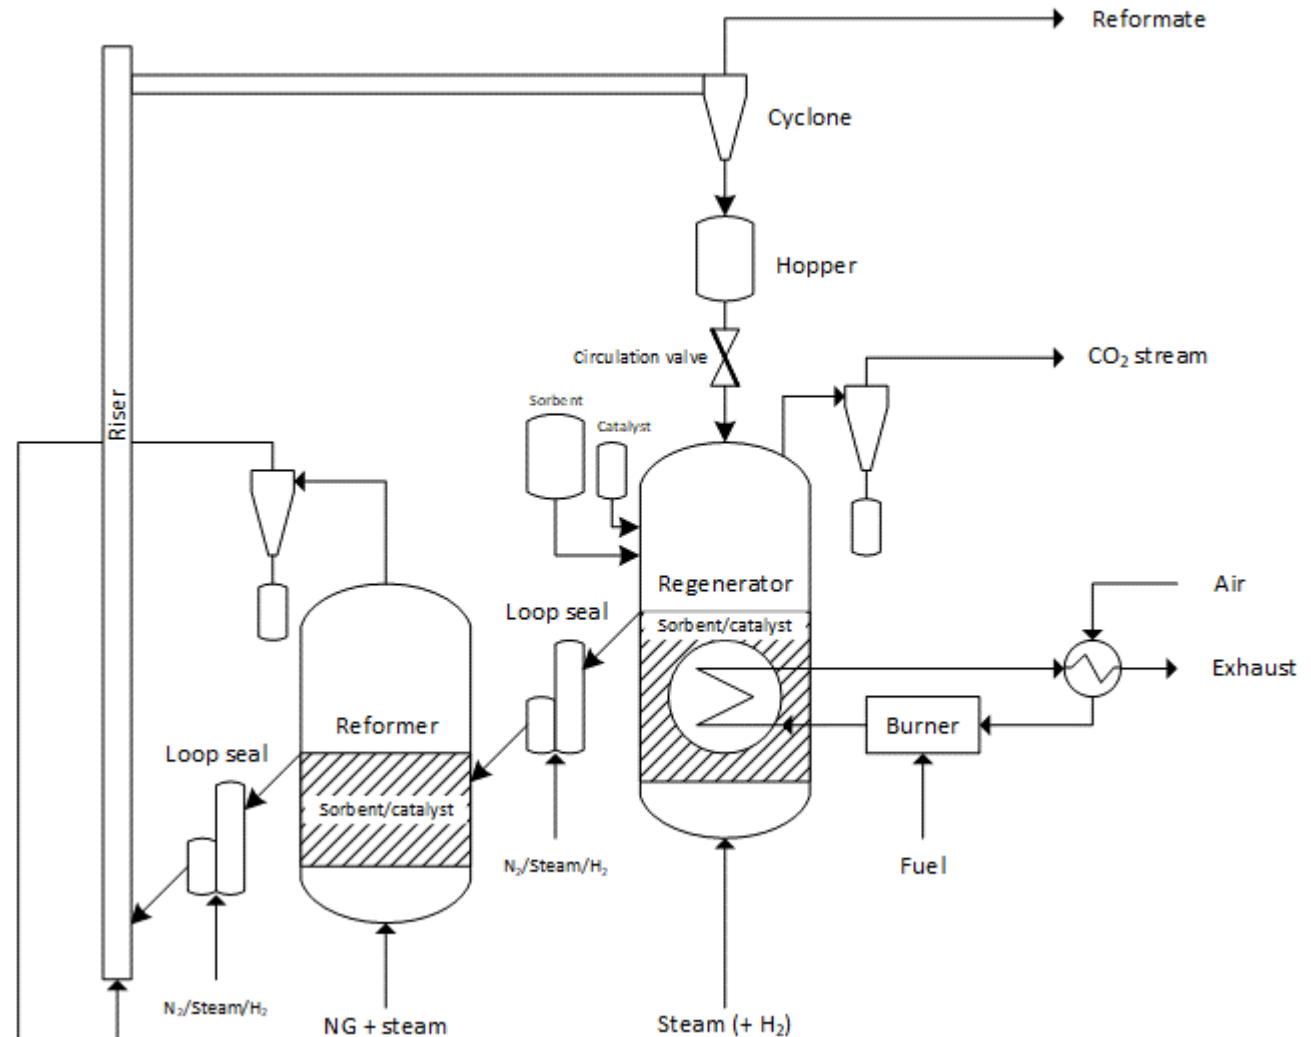 Reformate
Cyclone
Hopper
Circulation valve
CO₂ stream
Riser
Sorbent
Catalyst
Regenerator
Air
Loop seal
Sorbent/catalyst
Exhaust
Reformer
Burner
Loop seal
Sorbent/catalyst
N₂/Steam/H₂
Fuel
N₂/Steam/H₂
NG + steam
Steam (+ H₂)